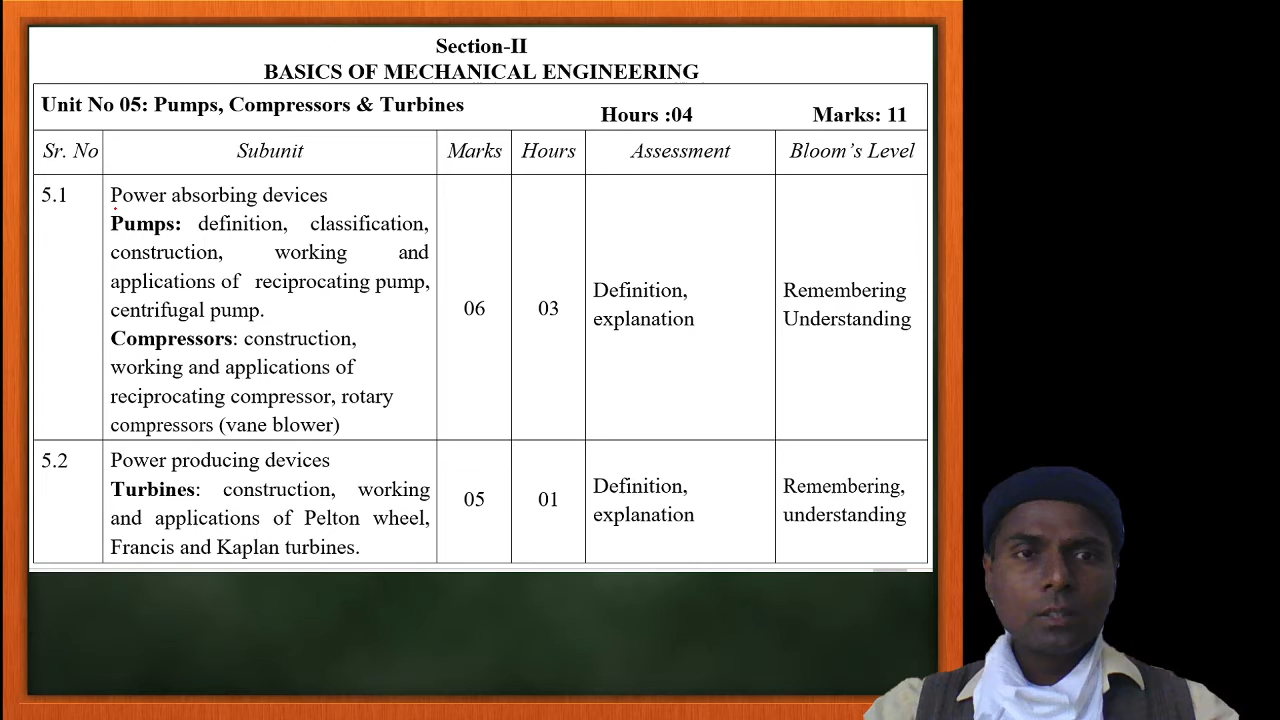 Section-II
BASICS OF MECHANICAL ENGINEERING
Unit No 05: Pumps, Compressors & Turbines Hours :04 Marks: 11
Sr. No Subunit Marks Hours Assessment Bloom’s Level
5.1
Power absorbing devices
Pumps: definition, classification,
construction, working and
applications of reciprocating pump,
centrifugal pump.
Compressors: construction,
working and applications of
reciprocating compressor, rotary
compressors (vane blower)
06
03
Definition,
explanation
Remembering
Understanding
5.2
Power producing devices
Turbines: construction, working
and applications of Pelton wheel,
Francis and Kaplan turbines.
05
01
Definition,
explanation
Remembering,
understanding